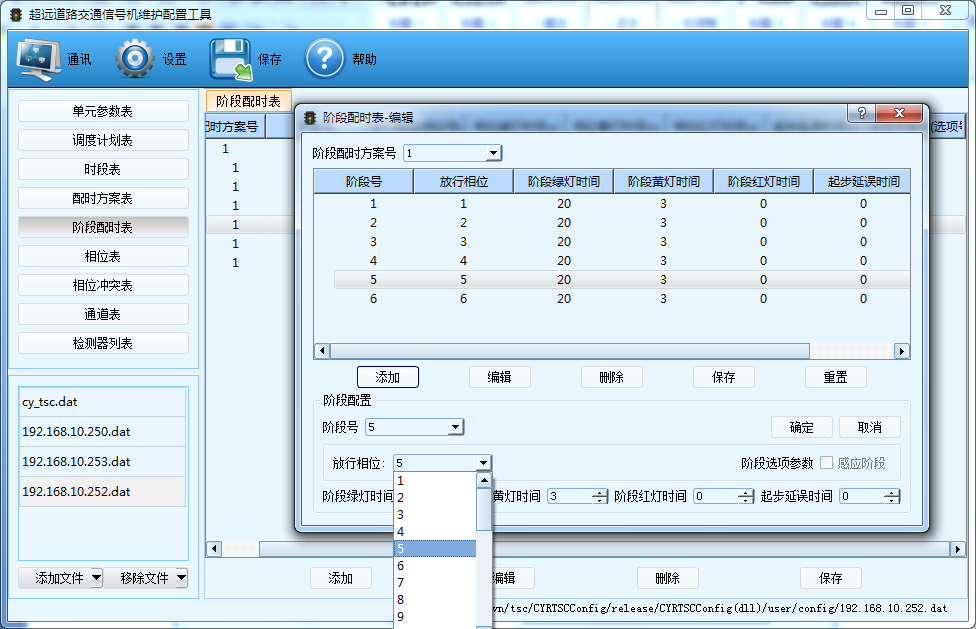 超远道路交通信号机维护配置工具
通讯 设置 保存 帮助
单元参数表
调度计划表
时段表
配时方案表
阶段配时表
相位表
相位冲突表
通道表
检测器列表
cy_tsc.dat
192.168.10.250.dat
192.168.10.253.dat
192.168.10.252.dat
添加文件 移除文件
阶段配时表
时方案号
1
1
1
1
1
1
1
阶段配时表-编辑
阶段配时方案号 1
阶段号 放行相位 阶段绿灯时间 阶段黄灯时间 阶段红灯时间 起步延误时间
1 1 20 3 0 0
2 2 20 3 0 0
3 3 20 3 0 0
4 4 20 3 0 0
5 5 20 3 0 0
6 6 20 3 0 0
添加 编辑 删除 保存 重置
阶段配置
阶段号 5 确定 取消
放行相位: 5 阶段选项参数 感应阶段
阶段绿灯时间 黄灯时间 3 阶段红灯时间 0 起步延误时间 0
1
2
3
4
5
6
7
8
9
(选项
添加 编辑 删除 保存
vn/tsc/CYRTSCConfig/release/CYRTSCConfig(dll)/user/config/192.168.10.252.dat